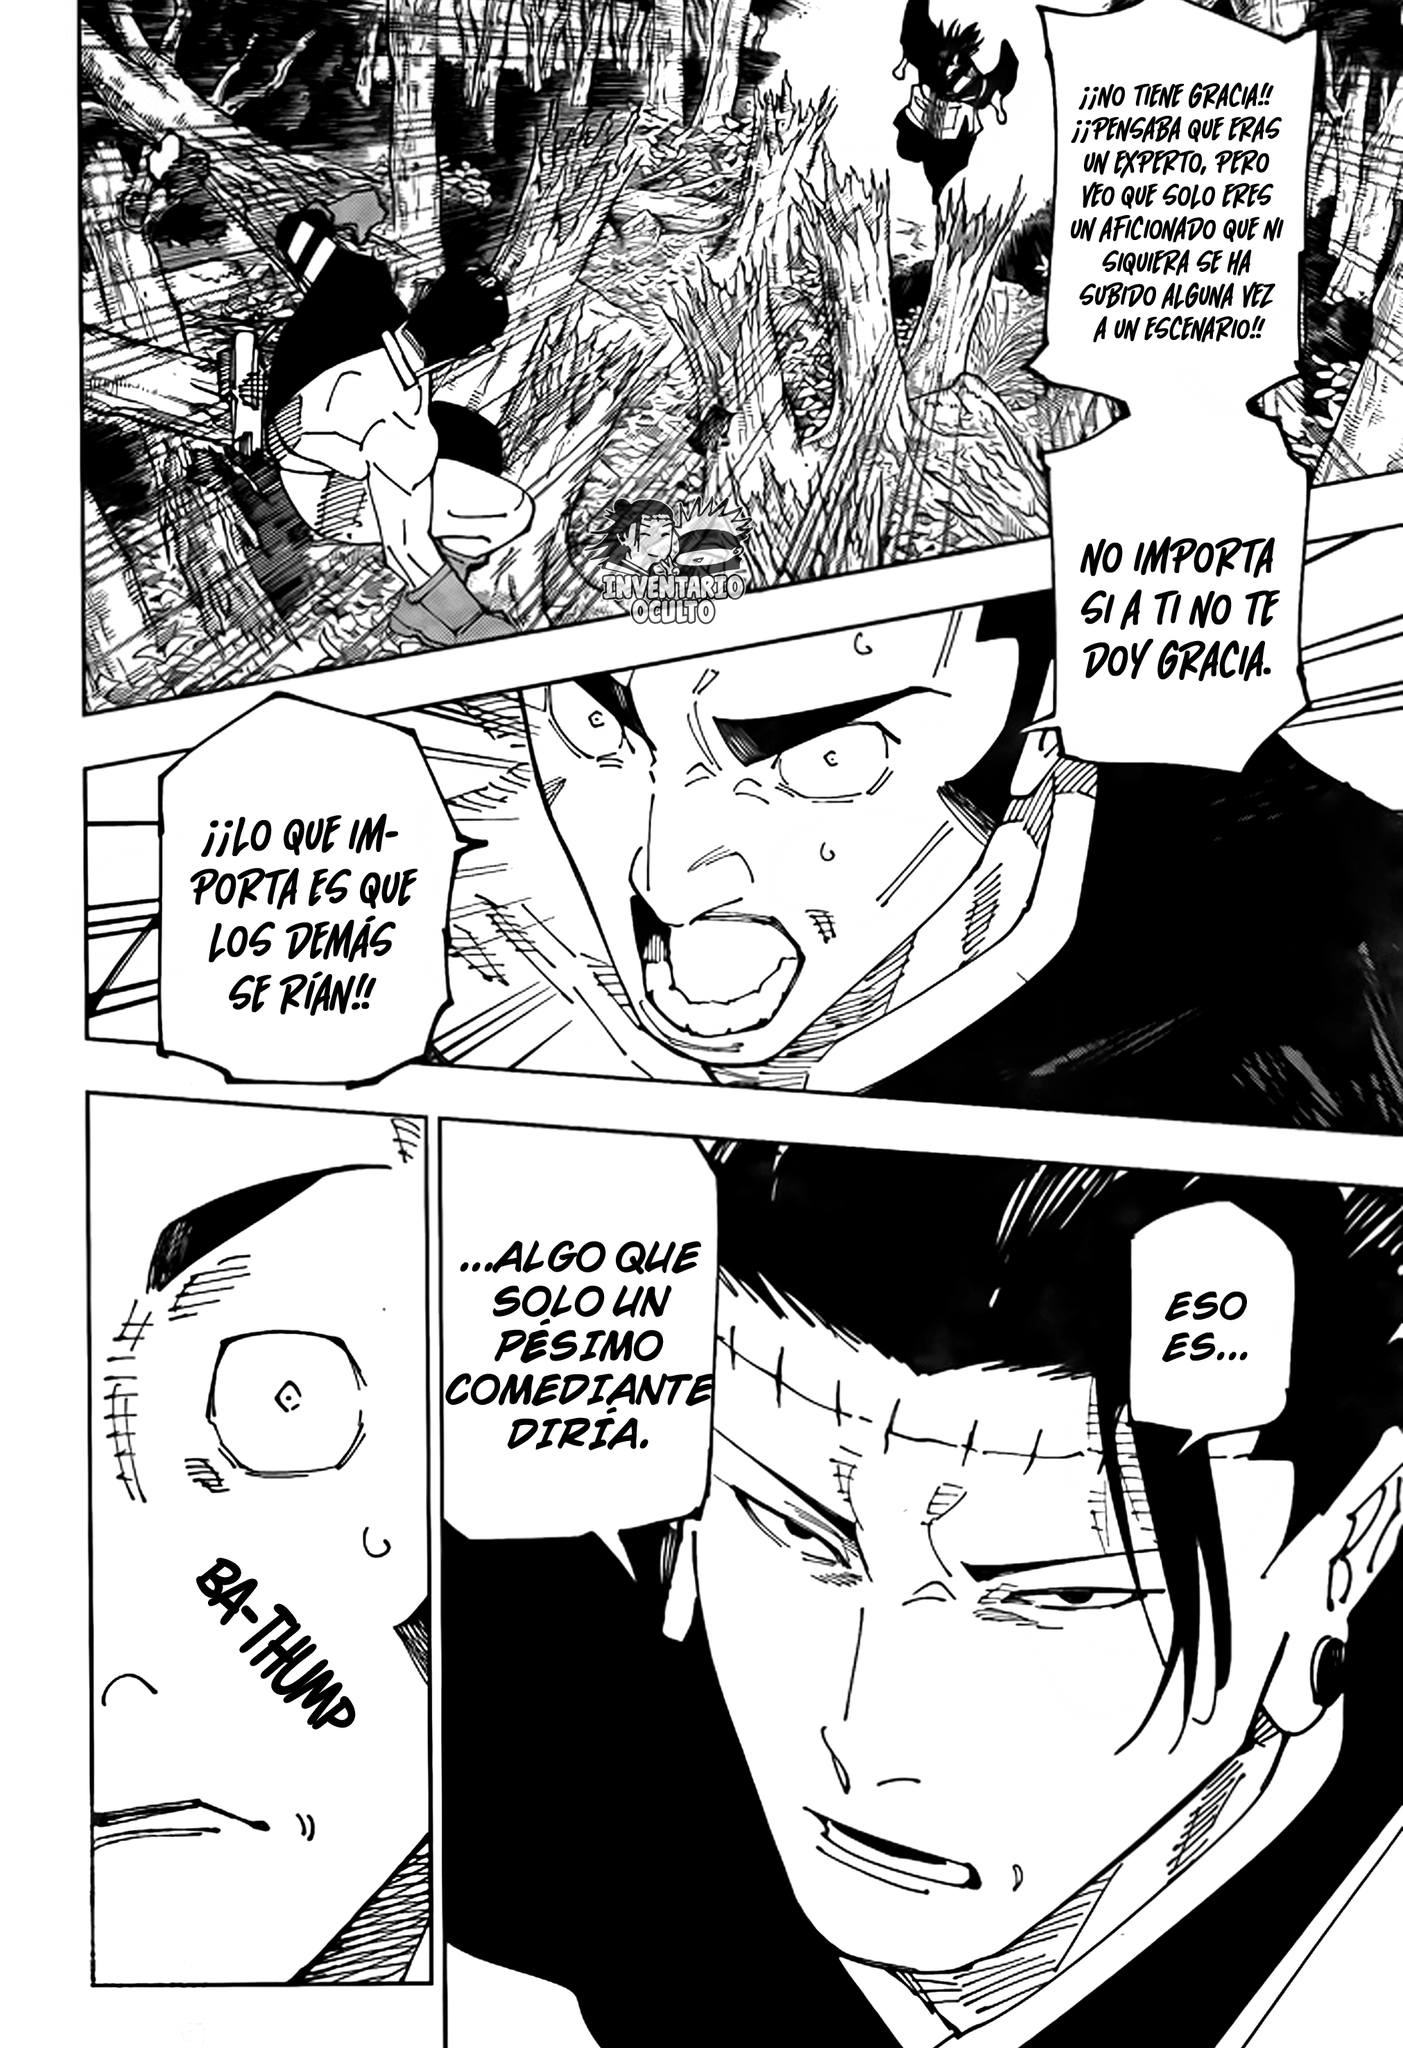 ¡¡NO TIENE GRACIA!!
¡¡PENSABA QUE ERAS
UN EXPERTO, PERO
VEO QUE SOLO ERES
UN AFICIONADO QUE NI
SIQUIERA SE HA
SUBIDO ALGUNA VEZ
A UN ESCENARIO!!
NO IMPORTA
SI A TI NO TE
DOY GRACIA.
INVENTARIO
OCULTO
¡¡LO QUE IM-
PORTA ES QUE
LOS DEMÁS
SE RÍAN!!
ESO
ES...
...ALGO QUE
SOLO UN
PÉSIMO
COMEDIANTE
DIRÍA.
BA-THUMP